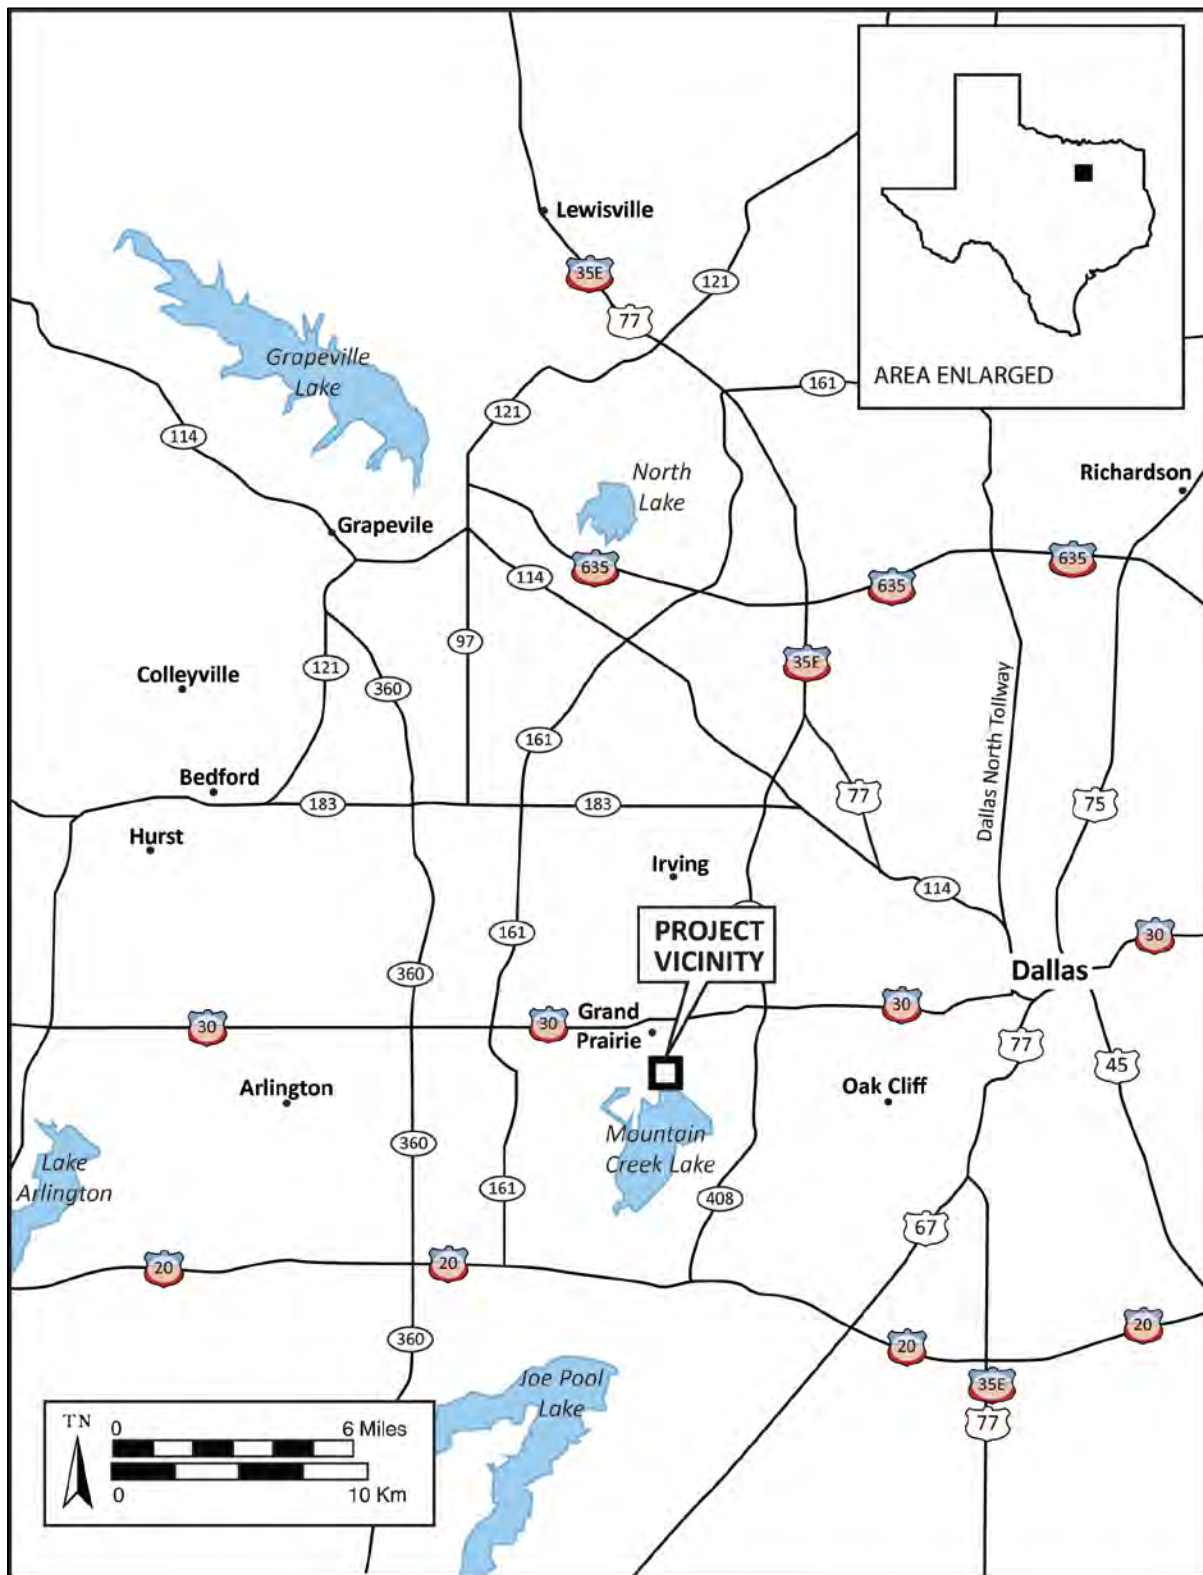 Lewisville
35E
77
121
Grapeville
Lake
161
AREA ENLARGED
121
114
North
Lake
Richardson
Grapevile
635
114
635
635
97
35E
121
360
Colleyville
161
Dallas North Tollway
Bedford
183
183
77
75
Hurst
Irving
114
PROJECT
VICINITY
161
30
Dallas
360
30
30
30
Grand
Prairie
77
45
Arlington
Oak Cliff
360
Mountain
Creek Lake
Lake
Arlington
161
408
67
20
20
360
20
20
Joe Pool
Lake
35E
77
TN
0
6 Miles
0
10 Km